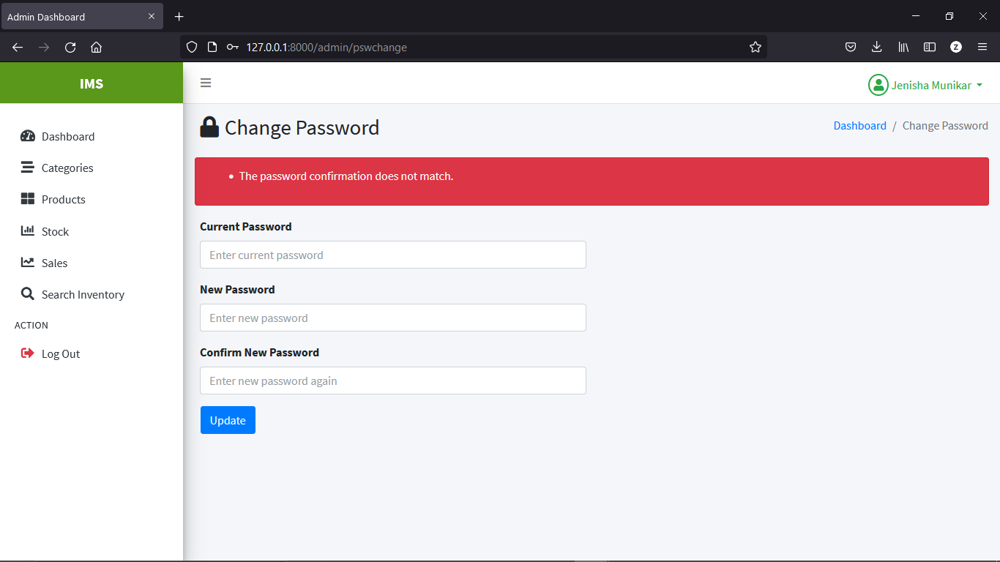 Admin Dashboard
127.0.0.1:8000/admin/pswchange
Z
IMS
Jenisha Munikar
Dashboard
Categories
Products
Stock
Sales
Search Inventory
ACTION
Log Out
Change Password
Dashboard / Change Password
• The password confirmation does not match.
Current Password
Enter current password
New Password
Enter new password
Confirm New Password
Enter new password again
Update